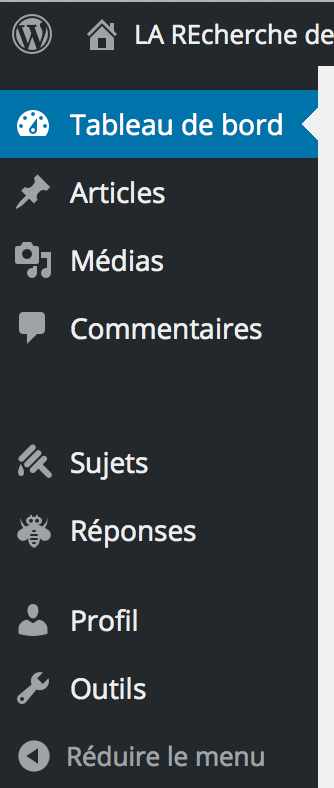 LA REcherche de
Tableau de bord
Articles
Médias
Commentaires
Sujets
Réponses
Profil
Outils
Réduire le menu